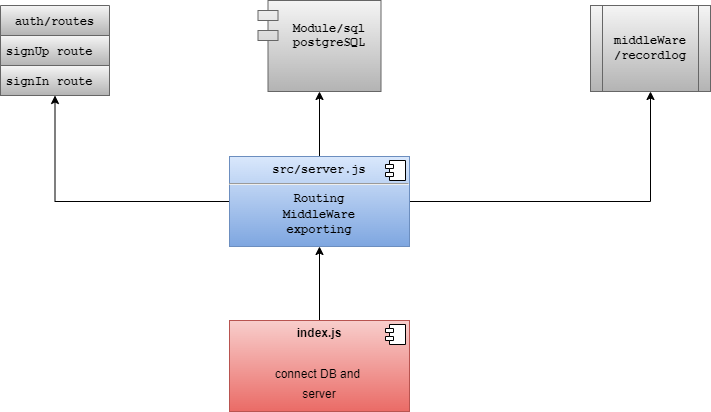 auth/routes
signUp route
signIn route
Module/sql
postgreSQL
middleWare
/recordlog
src/server.js
Routing
MiddleWare
exporting
index.js
connect DB and
server